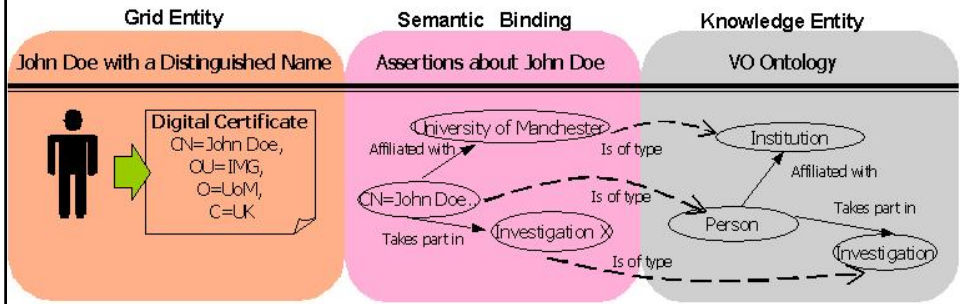 Grid Entity
Semantic Binding
Knowledge Entity
John Doe with a Distinguished Name
Assertions about John Doe
VO Ontology
Digital Certificate
CN=John Doe,
OU=IMG,
O=UoM,
C=UK
University of Manchester
Affiliated with
CN=John Doe..
Takes part in
Investigation X
Is of type
Is of type
Is of type
Institution
Affiliated with
Person
Takes part in
Investigation